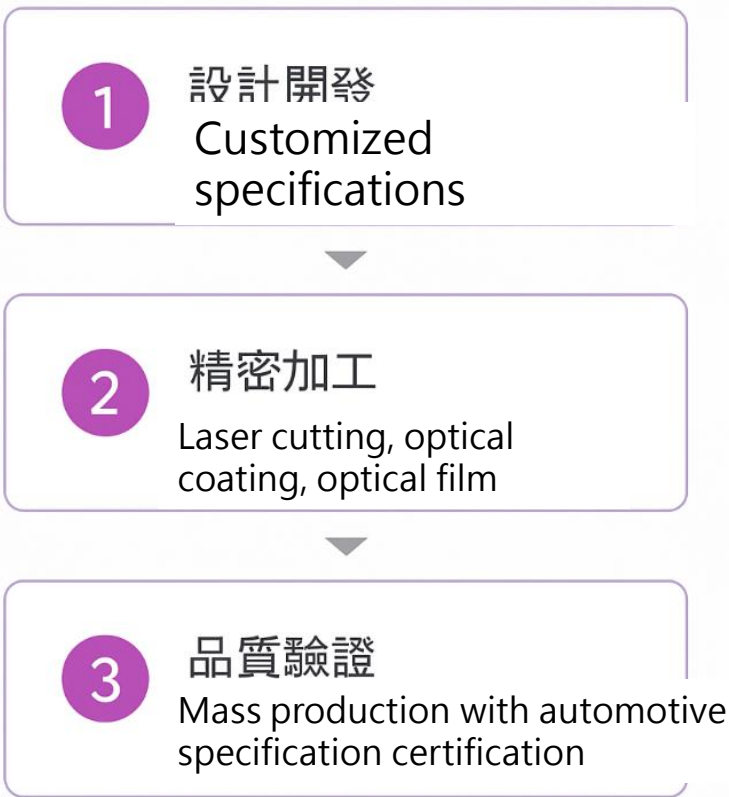 1
設計開發
Customized
specifications
2
精密加工
Laser cutting, optical
coating, optical film
3
品質驗證
Mass production with automotive
specification certification